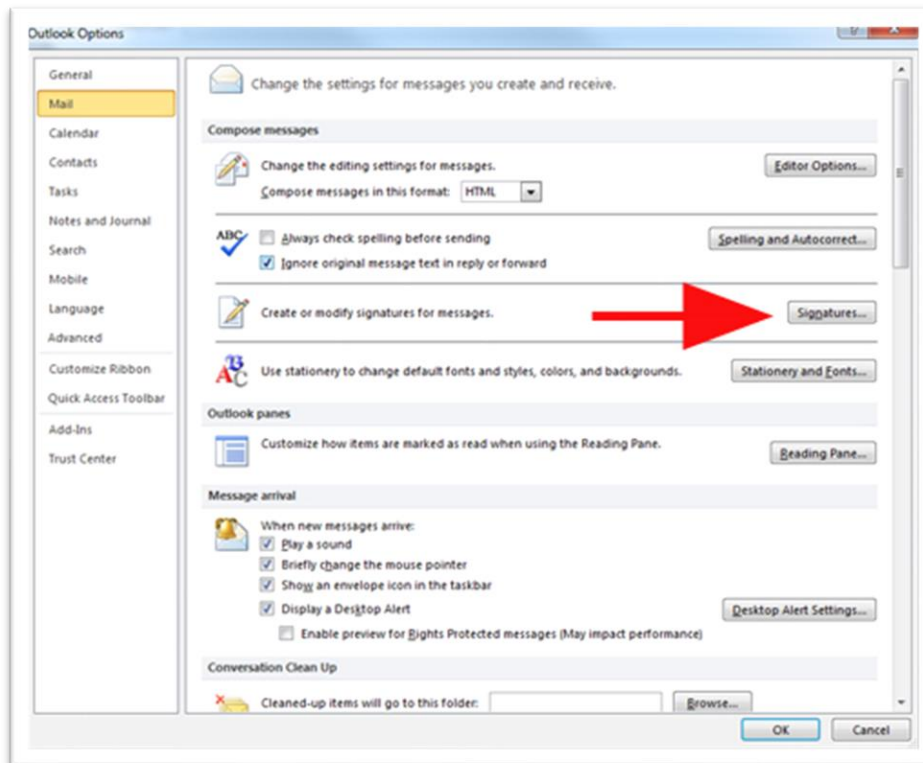 Outlook Options
General
Mail
Calendar
Contacts
Tasks
Notes and Journal
Search
Mobile
Language
Advanced
Customize Ribbon
Quick Access Toolbar
Add-Ins
Trust Center
Change the settings for messages you create and receive.
Compose messages
Change the editing settings for messages.
Editor Options...
Compose messages in this format: HTML
ABC
Always check spelling before sending
Spelling and Autocorrect...
Ignore original message text in reply or forward
Create or modify signatures for messages.
Signatures...
Use stationery to change default fonts and styles, colors, and backgrounds.
Stationery and Fonts...
Outlook panes
Customize how items are marked as read when using the Reading Pane.
Reading Pane...
Message arrival
When new messages arrive:
Play a sound
Briefly change the mouse pointer
Show an envelope icon in the taskbar
Display a Desktop Alert
Desktop Alert Settings...
Enable preview for Rights Protected messages (May impact performance)
Conversation Clean Up
Cleaned-up items will go to this folder:
Browse...
OK
Cancel